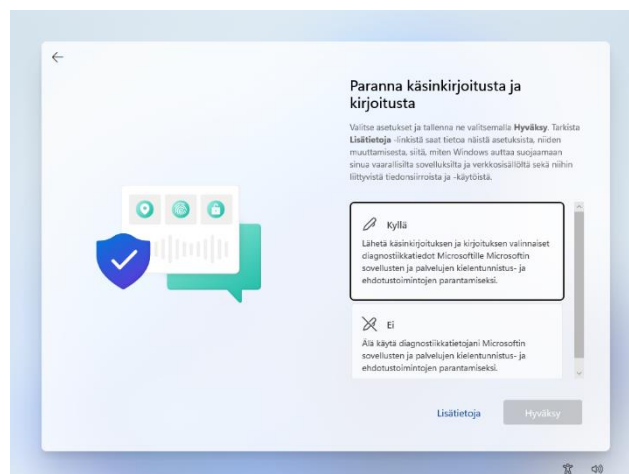 Paranna käsinkirjoitusta ja
kirjoitusta
Valitse asetukset ja tallenna ne valitsemalla Hyväksy. Tarkista
Lisätietoja -linkistä saat tietoa näistä asetuksista, niiden
muuttamisesta, siitä, miten Windows auttaa suojaamaan
sinua vaarallisilta sovelluksilta ja verkkosisällöltä sekä niihin
liittyvistä tiedonsiirroista ja -käytöistä.
Kyllä
Lähetä käsinkirjoituksen ja kirjoituksen valinnaiset
diagnostiikkatiedot Microsoftille Microsoftin
sovellusten ja palvelujen kielentunnistus- ja
ehdotustoimintojen parantamiseksi.
Ei
Älä käytä diagnostiikkatietojani Microsoftin
sovellusten ja palvelujen kielentunnistus- ja
ehdotustoimintojen parantamiseksi.
Lisätietoja
Hyväksy